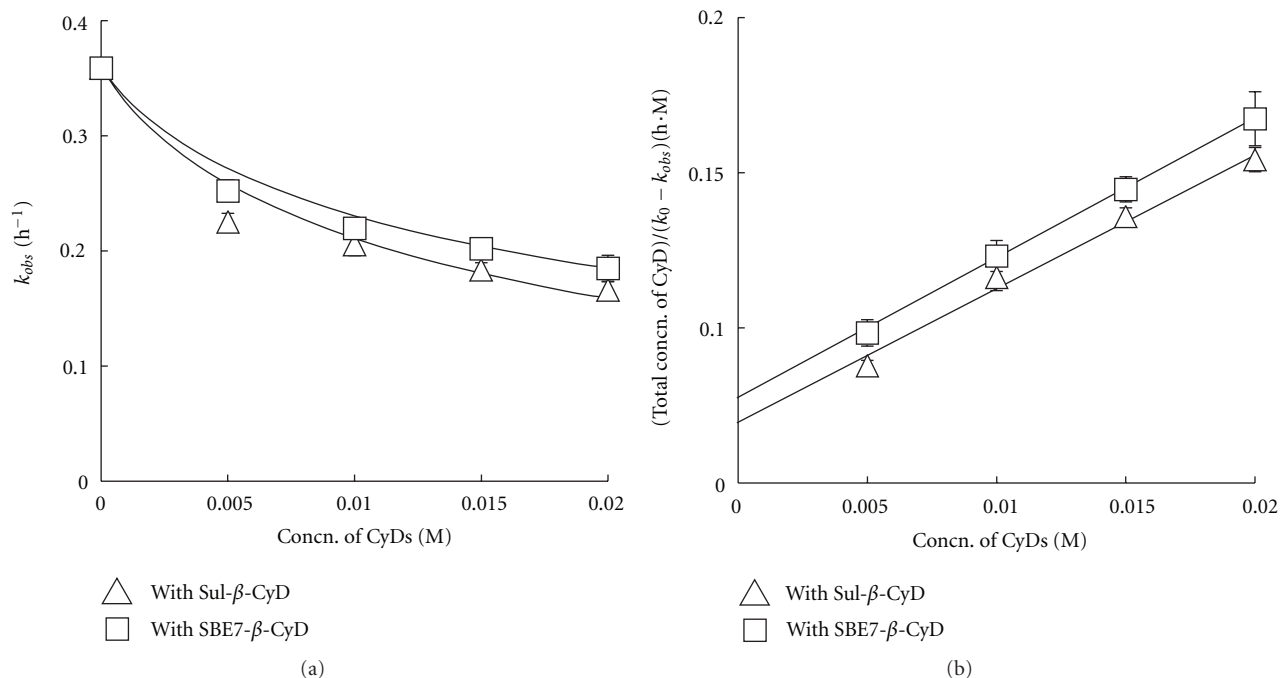 0.4
0.3
0.2
0.1
0
k_obs (h⁻¹)
0 0.005 0.01 0.015 0.02
Concn. of CyDs (M)
With Sul-β-CyD
With SBE7-β-CyD
(a)
0.2
0.15
0.1
0
(Total concn. of CyD)/(k₀ − k_obs)(h·M)
0 0.005 0.01 0.015 0.02
Concn. of CyDs (M)
With Sul-β-CyD
With SBE7-β-CyD
(b)